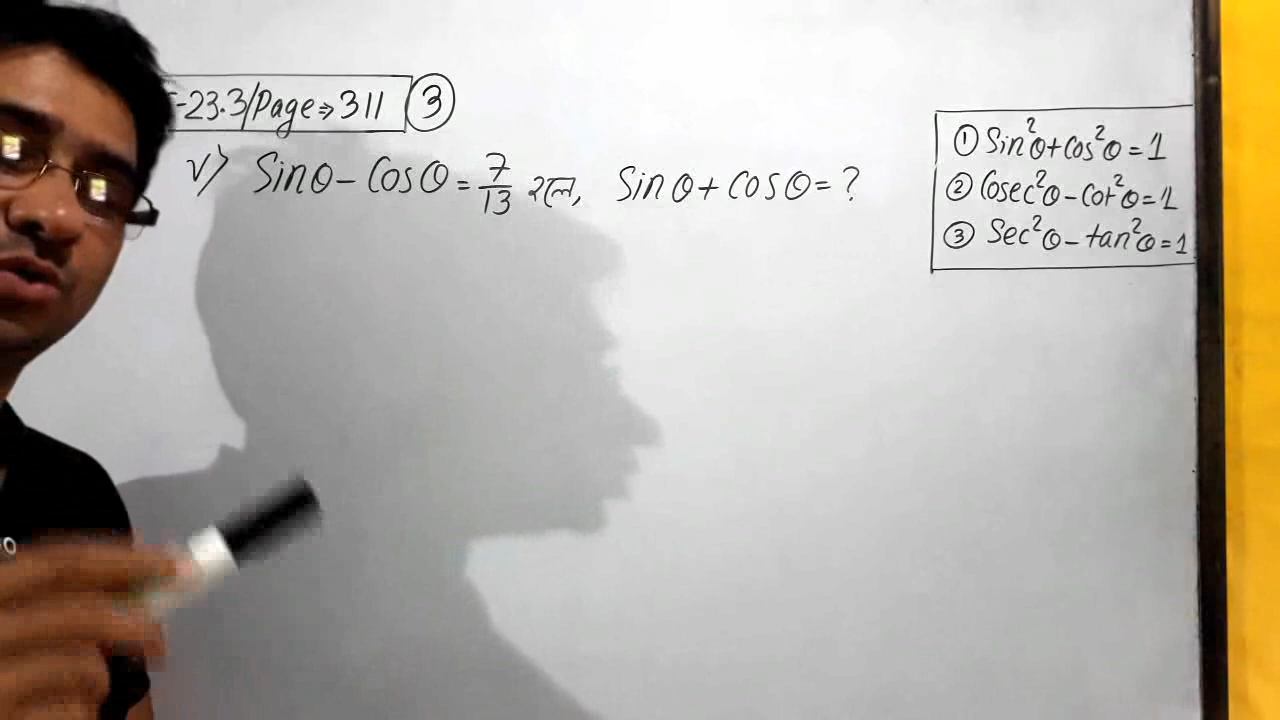 -23.3/Page⇒311 ③
v) Sinθ - Cosθ = 7/13 হলে, Sinθ + Cosθ = ?
① Sin²θ + Cos²θ = 1
② Cosec²θ - Cot²θ = 1
③ Sec²θ - tan²θ = 1